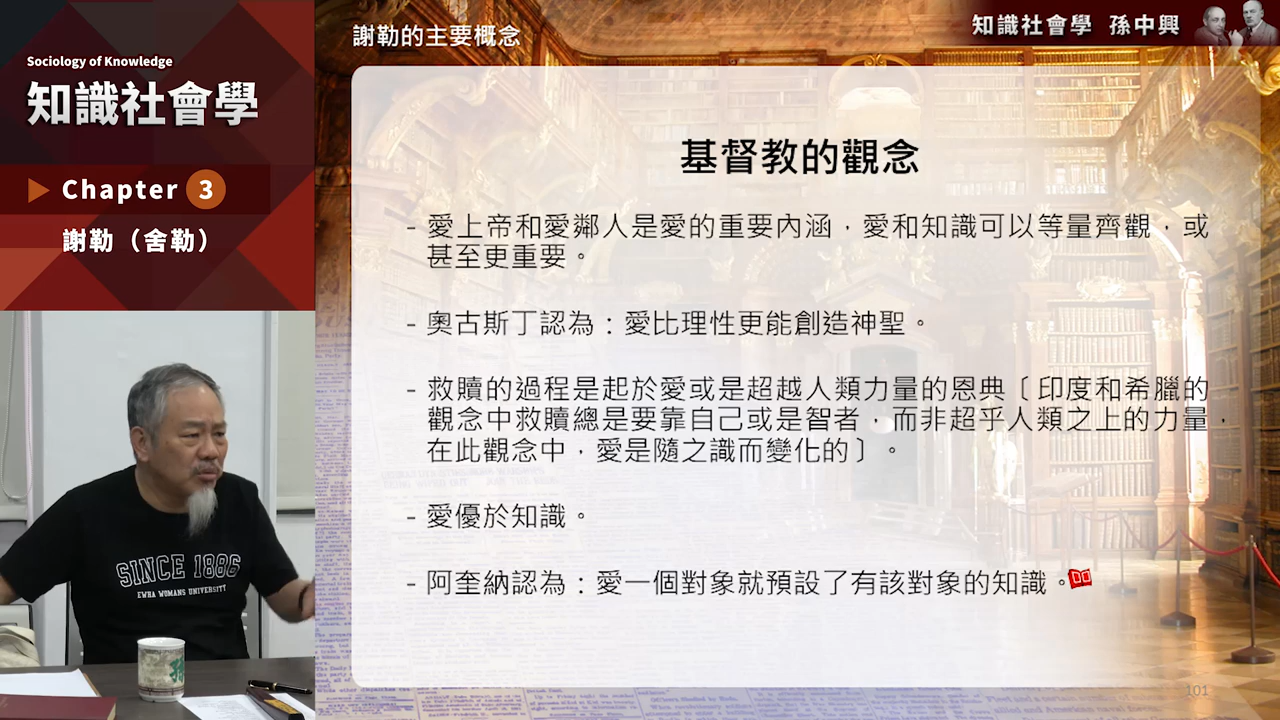 Sociology of Knowledge
知識社會學
Chapter 3
謝勒（舍勒）
謝勒的主要概念
知識社會學 孫中興
基督教的觀念
- 愛上帝和愛鄰人是愛的重要內涵，愛和知識可以等量齊觀，或
甚至更重要。
- 奧古斯丁認為：愛比理性更能創造神聖。
- 救贖的過程是起於愛或是超越人類力量的恩典〔印度和希臘的
觀念中救贖總是要靠自己或是智者，而非超乎人類之上的力量，
在此觀念中，愛是隨之識而變化的〕。
- 愛優於知識。
- 阿奎納認為：愛一個對象就預設了有該對象的知識。
SINCE 1886
EWHA WOMANS UNIVERSITY
101